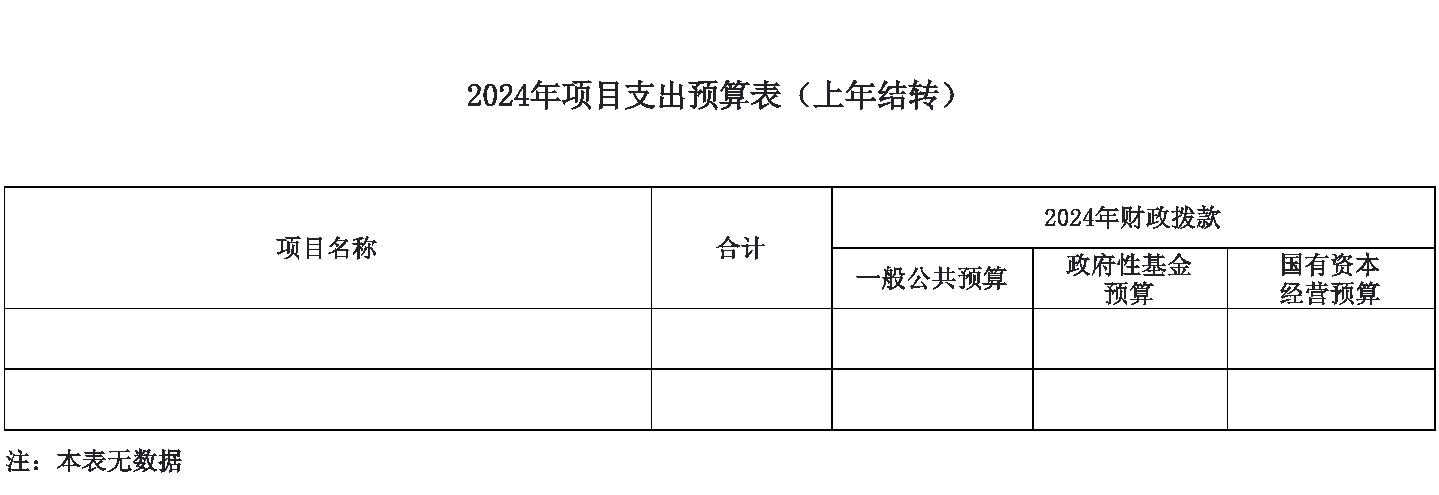 2024年项目支出预算表（上年结转）
项目名称
合计
2024年财政拨款
一般公共预算
政府性基金
预算
国有资本
经营预算
注：本表无数据